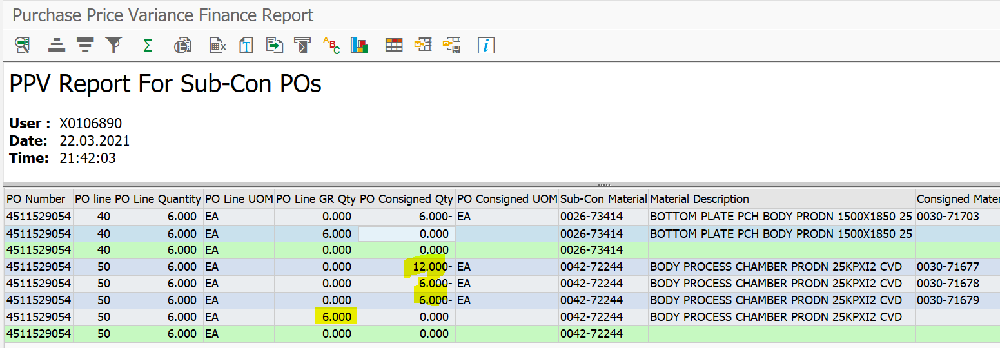 Purchase Price Variance Finance Report
PPV Report For Sub-Con POs
User : X0106890
Date: 22.03.2021
Time: 21:42:03
PO Number PO line PO Line Quantity PO Line UOM PO Line GR Qty PO Consigned Qty PO Consigned UOM Sub-Con Material Material Description Consigned Mater
4511529054 40 6.000 EA 0.000 6.000- EA 0026-73414 BOTTOM PLATE PCH BODY PRODN 1500X1850 25 0030-71703
4511529054 40 6.000 EA 6.000 0.000 0026-73414 BOTTOM PLATE PCH BODY PRODN 1500X1850 25
4511529054 40 6.000 EA 0.000 0.000 0026-73414
4511529054 50 6.000 EA 0.000 12.000- EA 0042-72244 BODY PROCESS CHAMBER PRODN 25KPXI2 CVD 0030-71677
4511529054 50 6.000 EA 0.000 6.000- EA 0042-72244 BODY PROCESS CHAMBER PRODN 25KPXI2 CVD 0030-71678
4511529054 50 6.000 EA 0.000 6.000- EA 0042-72244 BODY PROCESS CHAMBER PRODN 25KPXI2 CVD 0030-71679
4511529054 50 6.000 EA 6.000 0.000 0042-72244 BODY PROCESS CHAMBER PRODN 25KPXI2 CVD
4511529054 50 6.000 EA 0.000 0.000 0042-72244